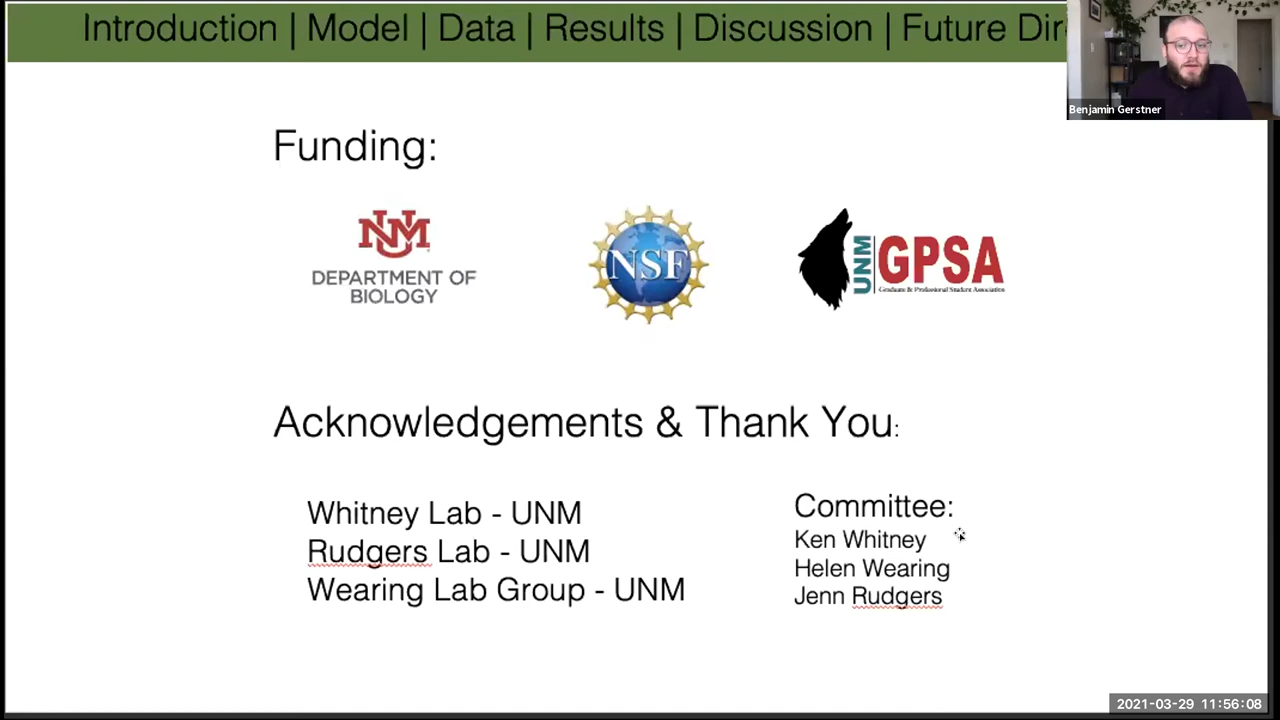 Introduction | Model | Data | Results | Discussion | Future Dir
Benjamin Gerstner
Funding:
UNM
DEPARTMENT OF
BIOLOGY
NSF
UNM
GPSA
Graduate & Professional Student Association
Acknowledgements & Thank You:
Whitney Lab - UNM
Rudgers Lab - UNM
Wearing Lab Group - UNM
Committee:
Ken Whitney
Helen Wearing
Jenn Rudgers
2021-03-29 11:56:08